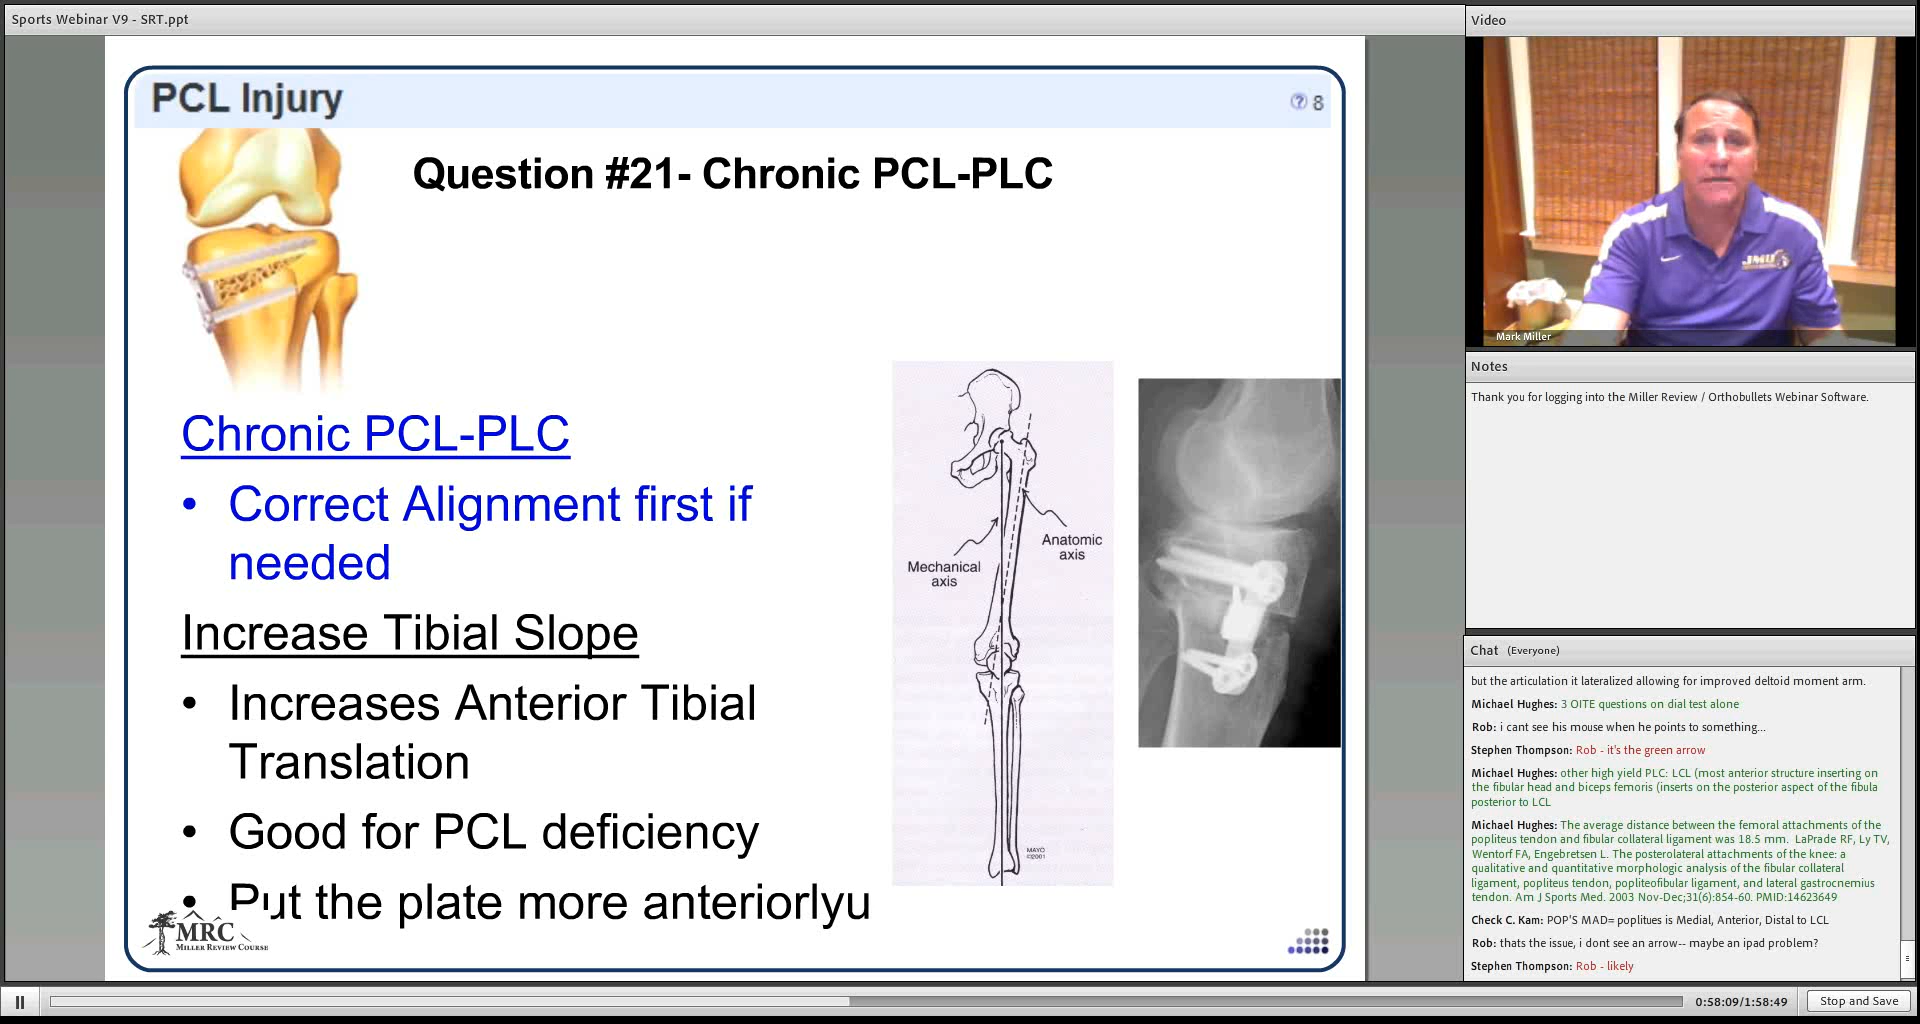 Sports Webinar V9 - SRT.ppt
PCL Injury
8
Question #21- Chronic PCL-PLC
Chronic PCL-PLC
• Correct Alignment first if
needed
Increase Tibial Slope
• Increases Anterior Tibial
Translation
• Good for PCL deficiency
• Put the plate more anteriorlyu
Mechanical
axis
Anatomic
axis
MAYO
©2001
MRC
MILLER REVIEW COURSE
Video
JMU
Mark Miller
Notes
Thank you for logging into the Miller Review / Orthobullets Webinar Software.
Chat (Everyone)
but the articulation it lateralized allowing for improved deltoid moment arm.
Michael Hughes: 3 OITE questions on dial test alone
Rob: i cant see his mouse when he points to something...
Stephen Thompson: Rob - it's the green arrow
Michael Hughes: other high yield PLC: LCL (most anterior structure inserting on
the fibular head and biceps femoris (inserts on the posterior aspect of the fibula
posterior to LCL
Michael Hughes: The average distance between the femoral attachments of the
popliteus tendon and fibular collateral ligament was 18.5 mm. LaPrade RF, Ly TV,
Wentorf FA, Engebretsen L. The posterolateral attachments of the knee: a
qualitative and quantitative morphologic analysis of the fibular collateral
ligament, popliteus tendon, popliteofibular ligament, and lateral gastrocnemius
tendon. Am J Sports Med. 2003 Nov-Dec;31(6):854-60. PMID:14623649
Check C. Kam: POP'S MAD= poplitues is Medial, Anterior, Distal to LCL
Rob: thats the issue, i dont see an arrow-- maybe an ipad problem?
Stephen Thompson: Rob - likely
0:58:09/1:58:49
Stop and Save